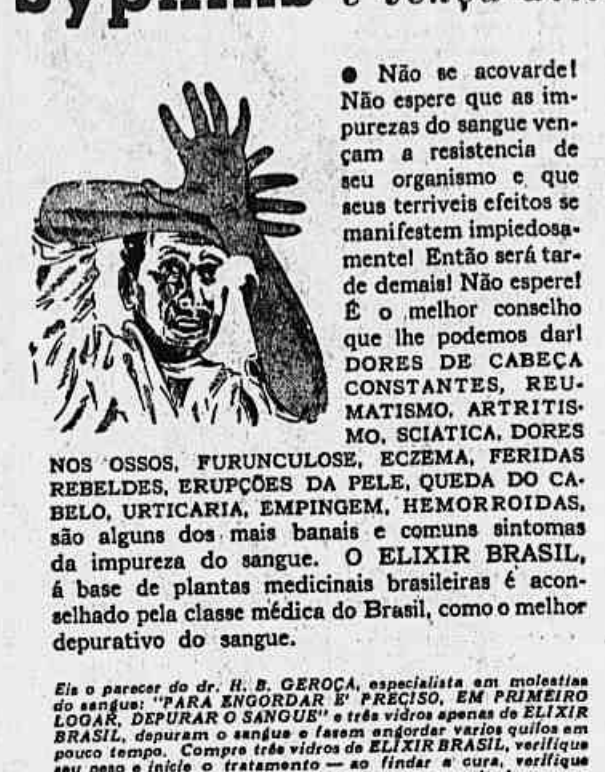 ● Não se acovarde!
Não espere que as im-
purezas do sangue ven-
çam a resistencia de
seu organismo e que
seus terriveis efeitos se
manifestem impiedosa-
mente! Então será tar-
de demais! Não espere!
É o melhor conselho
que lhe podemos dar!
DORES DE CABEÇA
CONSTANTES, REU-
MATISMO, ARTRITIS-
MO, SCIATICA, DORES
NOS OSSOS, FURUNCULOSE, ECZEMA, FERIDAS
REBELDES, ERUPÇÕES DA PELE, QUEDA DO CA-
BELO, URTICARIA, EMPINGEM, HEMORROIDAS,
são alguns dos mais banais e comuns sintomas
da impureza do sangue. O ELIXIR BRASIL,
á base de plantas medicinais brasileiras é acon-
selhado pela classe médica do Brasil, como o melhor
depurativo do sangue.
Eis o parecer do dr. H. B. GEROÇA, especialista em molestias
do sangue: "PARA ENGORDAR E' PRECISO, EM PRIMEIRO
LOGAR, DEPURAR O SANGUE" e três vidros apenas de ELIXIR
BRASIL, depuram o sangue e fasem engordar varios quilos em
pouco tempo. Compre três vidros de ELIXIR BRASIL, verifique
seu peso e inicie o tratamento — ao findar a cura, verifique